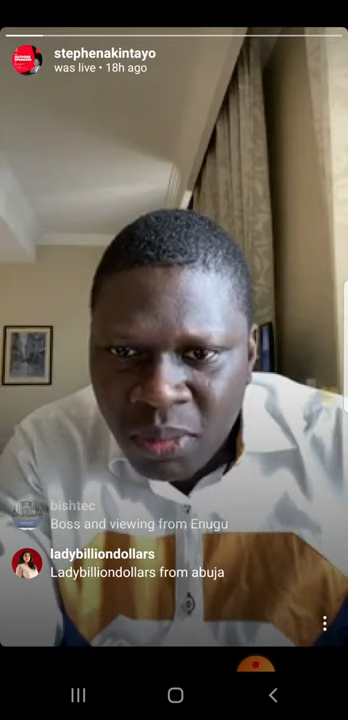 stephenakintayo
was live • 18h ago
bishtec
Boss and viewing from Enugu
ladybilliondollars
Ladybilliondollars from abuja